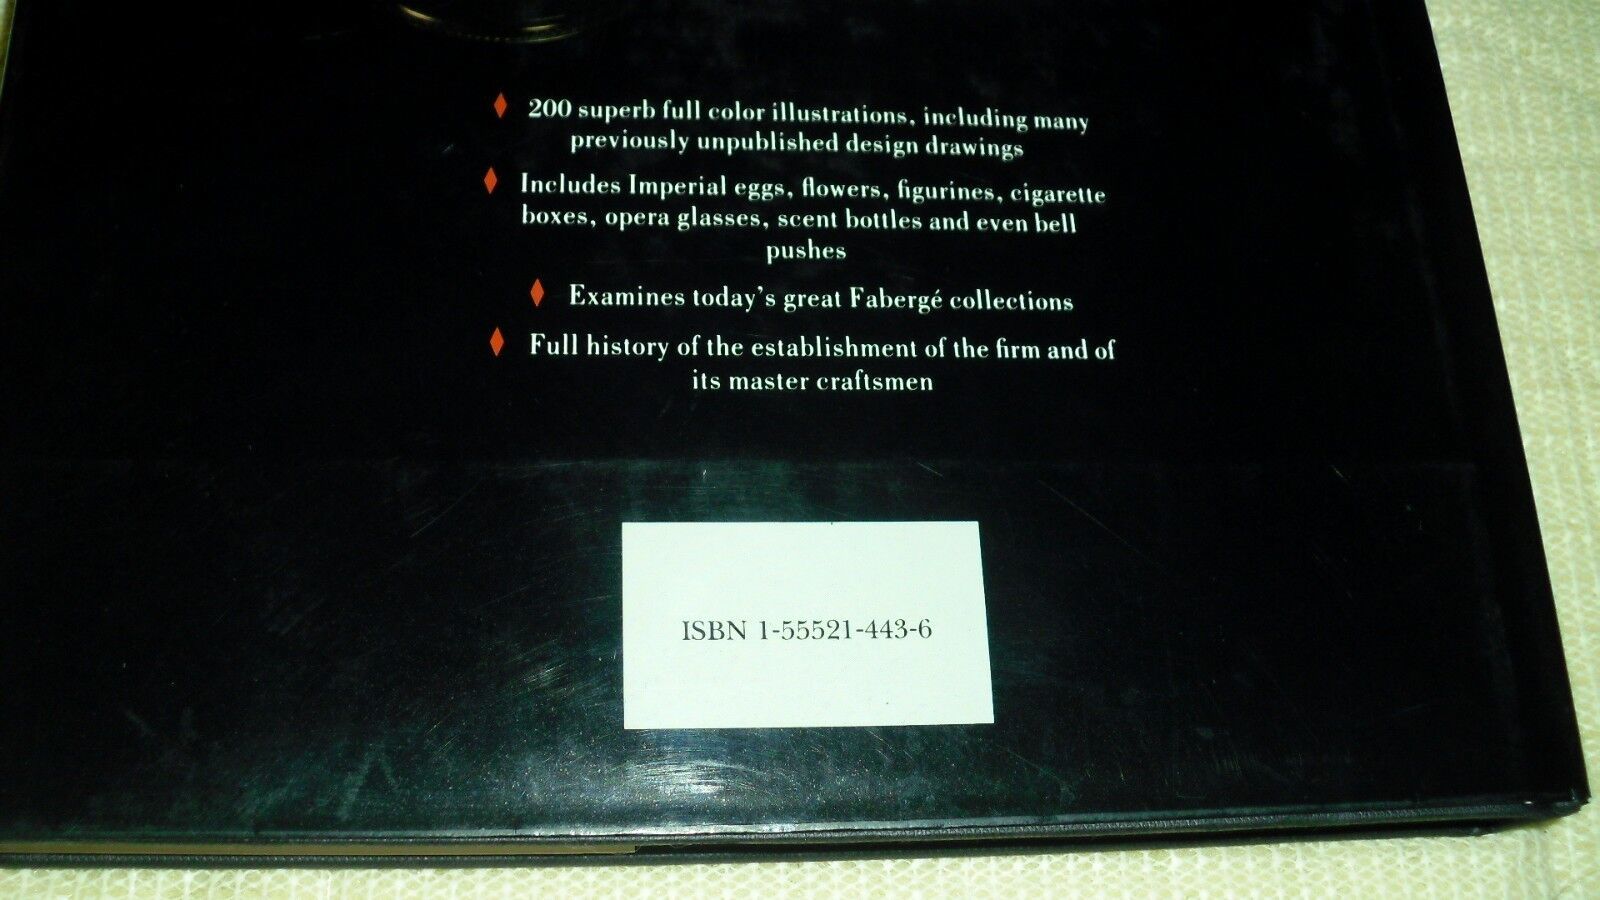 200 superb full color illustrations, including many
previously unpublished design drawings
Includes Imperial eggs, flowers, figurines, cigarette
boxes, opera glasses, scent bottles and even bell
pushes
Examines today's great Fabergé collections
Full history of the establishment of the firm and of
its master craftsmen
ISBN 1-55521-443-6